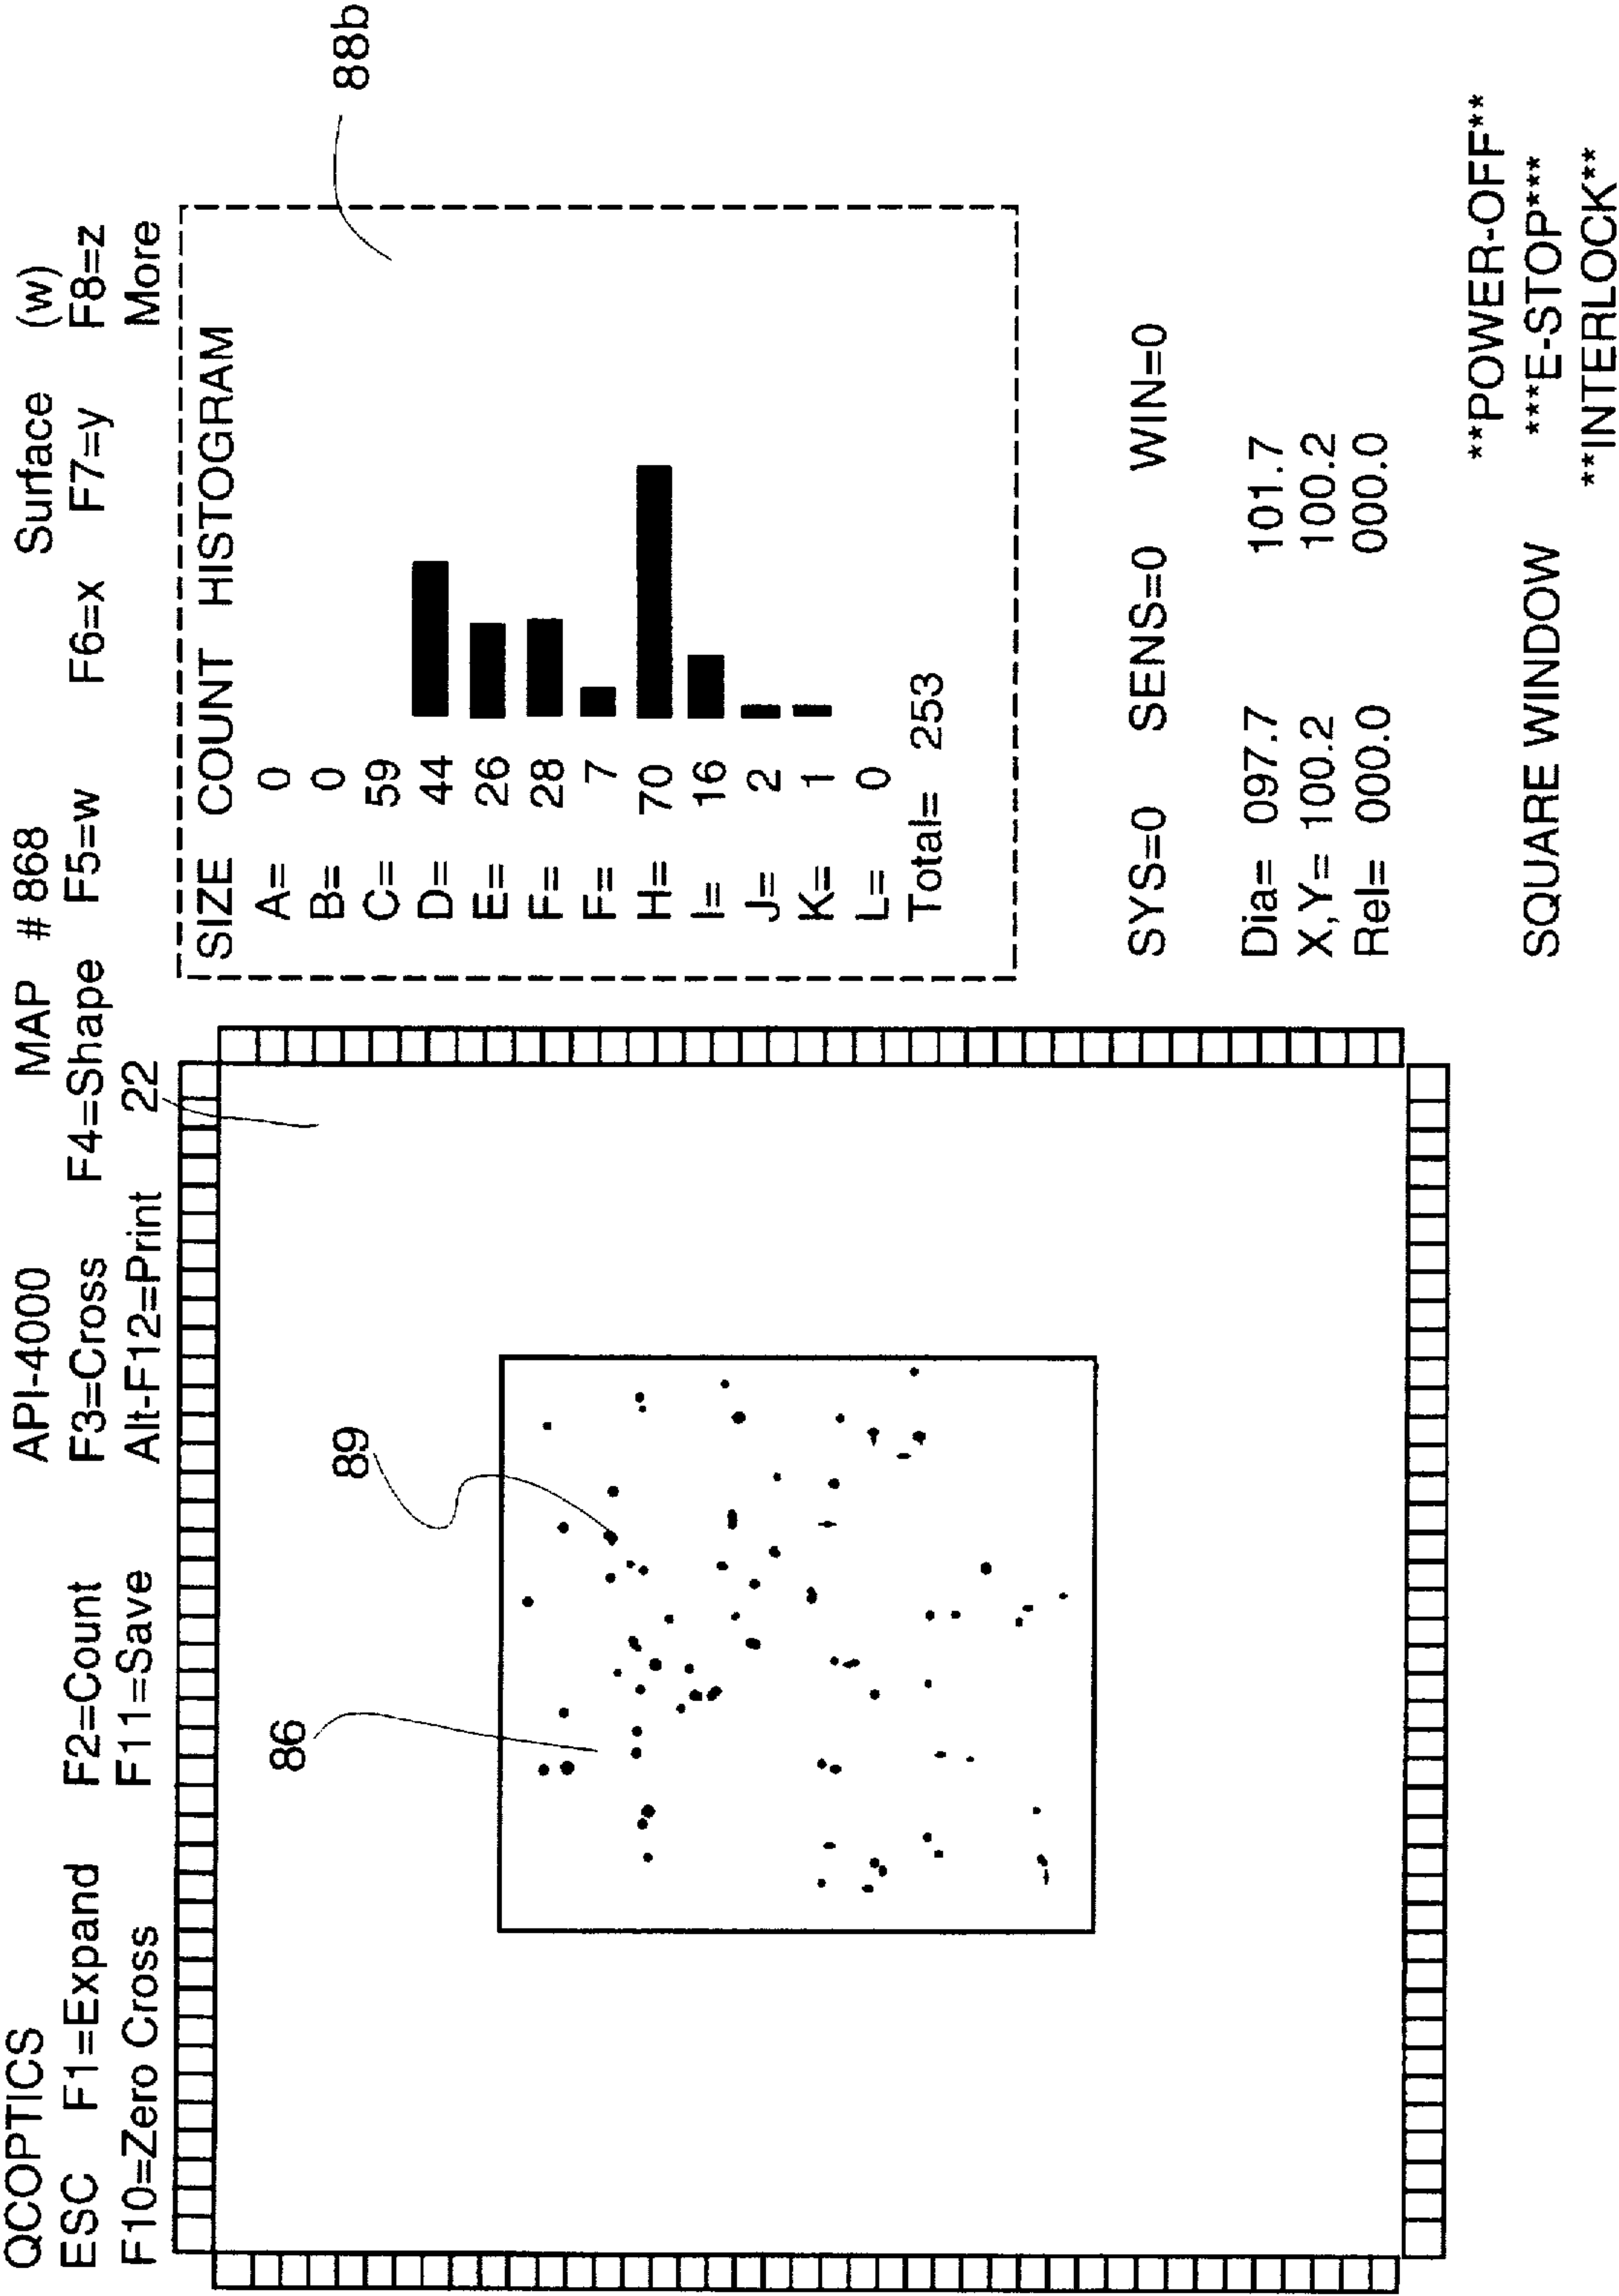 QCOPTICS API-4000 MAP # 868 Surface (w)
ESC F1=Expand F2=Count F3=Cross F4=Shape F5=w F6=x F7=y F8=z
F10=Zero Cross F11=Save Alt-F12=Print 22 More
SIZE COUNT HISTOGRAM
A= 0
B= 0
C= 59
D= 44
E= 26
F= 28
F= 7
H= 70
I= 16
J= 2
K= 1
L= 0
Total= 253
88b
89
86
SYS=0 SENS=0 WIN=0
Dia= 097.7 101.7
X,Y= 100.2 100.2
Rel= 000.0 000.0
**POWER-OFF**
SQUARE WINDOW ***E-STOP****
**INTERLOCK**